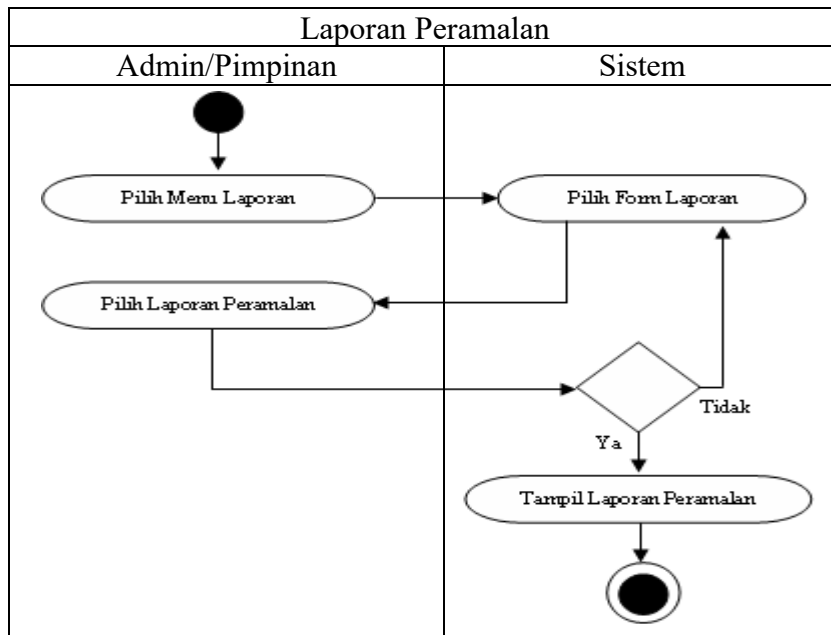 Laporan Peramalan
Admin/Pimpinan
Sistem
Pilih Menu Laporan
Pilih Form Laporan
Pilih Laporan Peramalan
Tidak
Ya
Tampil Laporan Peramalan